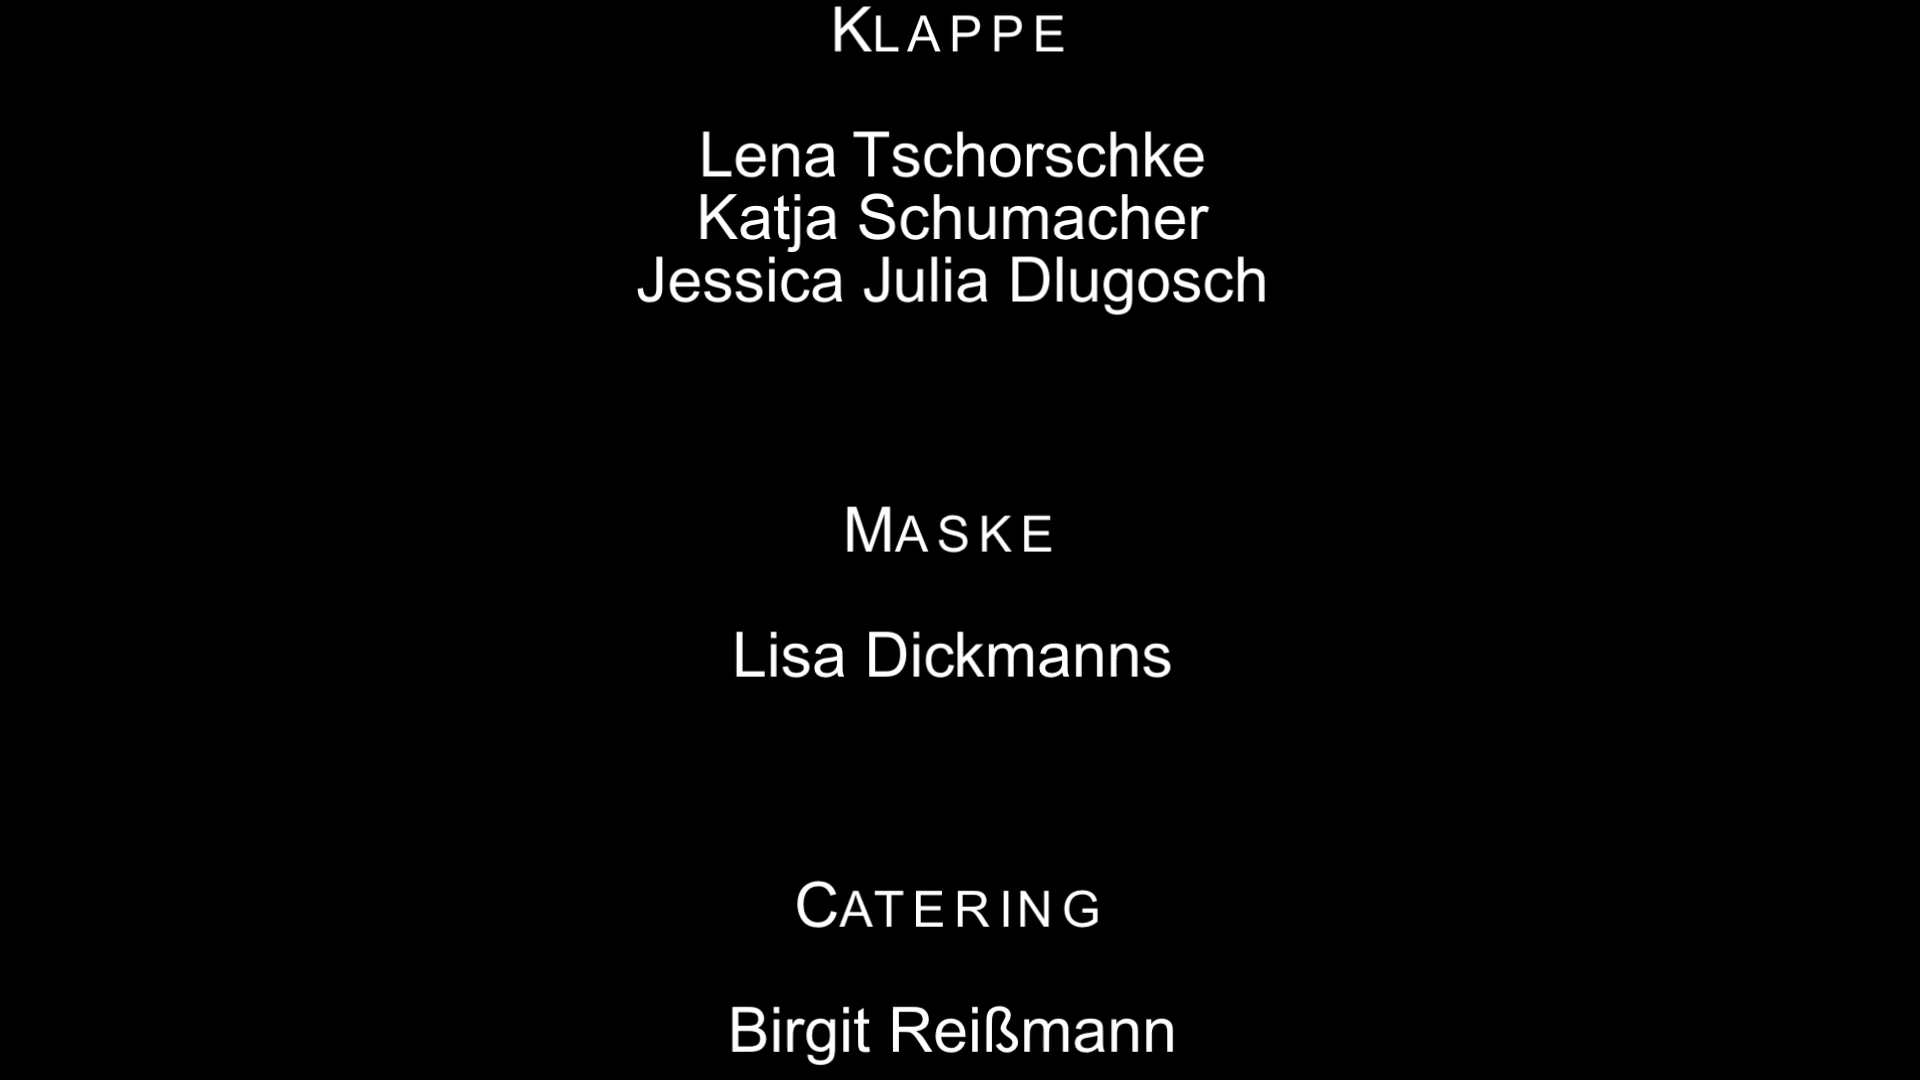 KLAPPE
Lena Tschorschke
Katja Schumacher
Jessica Julia Dlugosch
MASKE
Lisa Dickmanns
CATERING
Birgit Reißmann